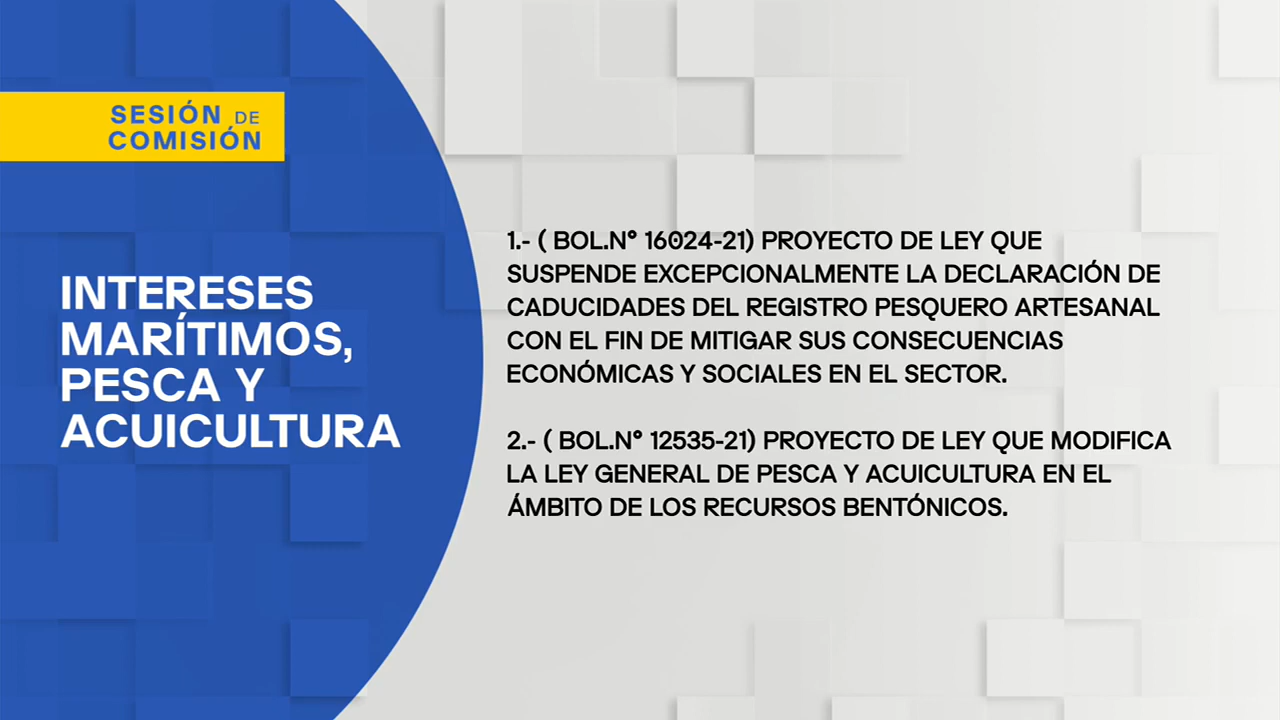 SESIÓN DE
COMISIÓN
INTERESES
MARÍTIMOS,
PESCA Y
ACUICULTURA
1.- ( BOL.N° 16024-21) PROYECTO DE LEY QUE
SUSPENDE EXCEPCIONALMENTE LA DECLARACIÓN DE
CADUCIDADES DEL REGISTRO PESQUERO ARTESANAL
CON EL FIN DE MITIGAR SUS CONSECUENCIAS
ECONÓMICAS Y SOCIALES EN EL SECTOR.
2.- ( BOL.N° 12535-21) PROYECTO DE LEY QUE MODIFICA
LA LEY GENERAL DE PESCA Y ACUICULTURA EN EL
ÁMBITO DE LOS RECURSOS BENTÓNICOS.